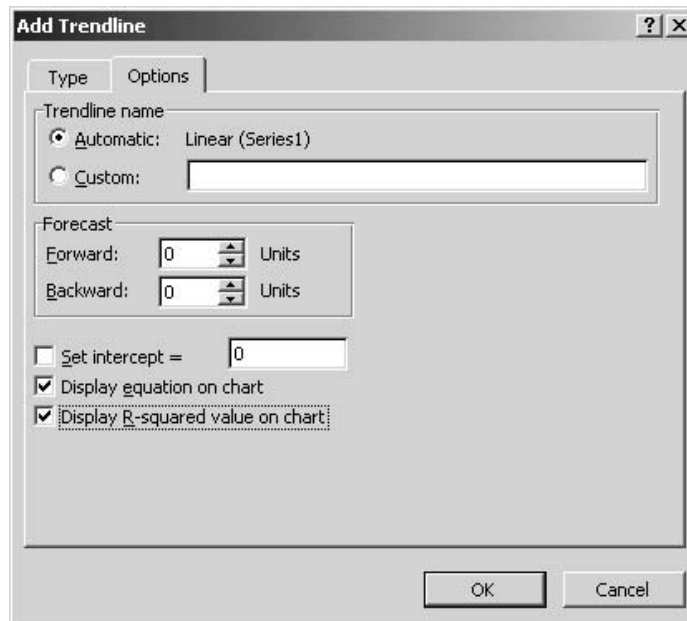 Add Trendline
Type Options
Trendline name
Automatic: Linear (Series1)
Custom:
Forecast
Forward: 0 Units
Backward: 0 Units
Set intercept = 0
Display equation on chart
Display R-squared value on chart
OK Cancel